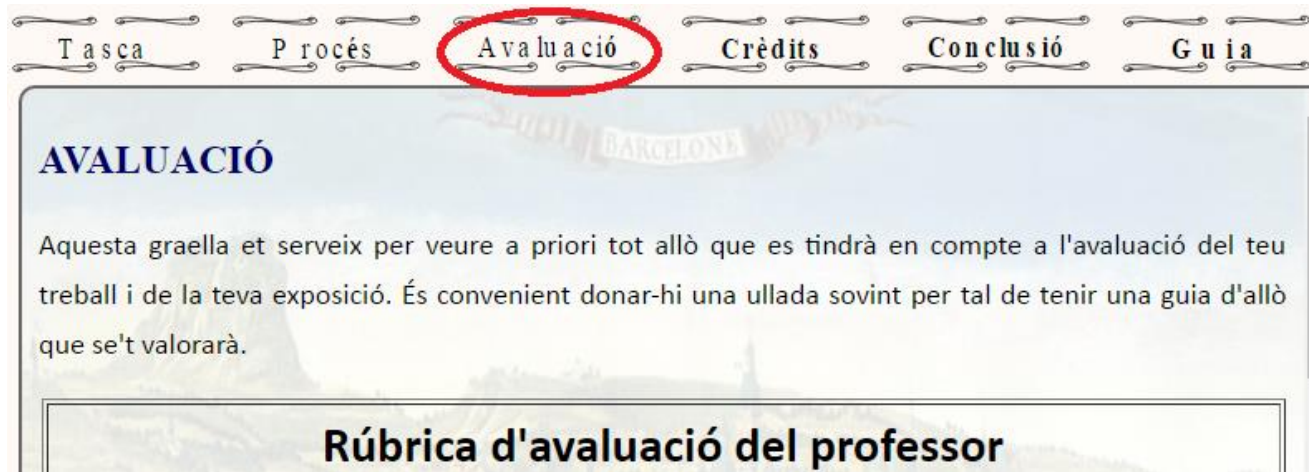 Tasca Procés Avaluació Crèdits Conclusió Guia
BARCELONE
AVALUACIÓ
Aquesta graella et serveix per veure a priori tot allò que es tindrà en compte a l'avaluació del teu
treball i de la teva exposició. És convenient donar-hi una ullada sovint per tal de tenir una guia d'allò
que se't valorarà.
Rúbrica d'avaluació del professor